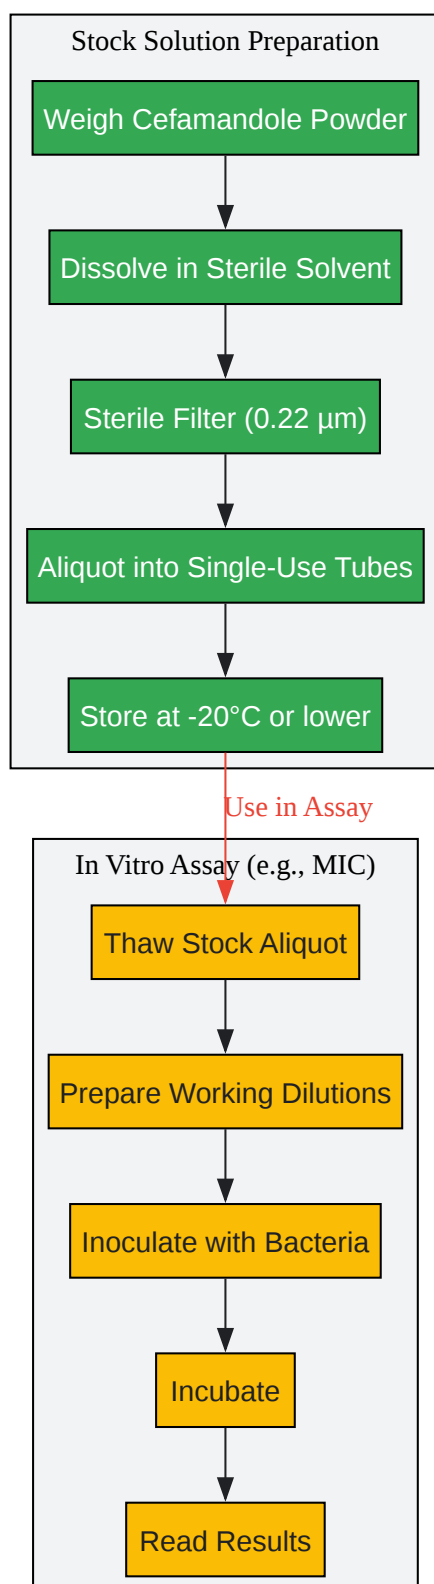 Stock Solution Preparation
Weigh Cefamandole Powder
Dissolve in Sterile Solvent
Sterile Filter (0.22 µm)
Aliquot into Single-Use Tubes
Store at -20°C or lower
Use in Assay
In Vitro Assay (e.g., MIC)
Thaw Stock Aliquot
Prepare Working Dilutions
Inoculate with Bacteria
Incubate
Read Results